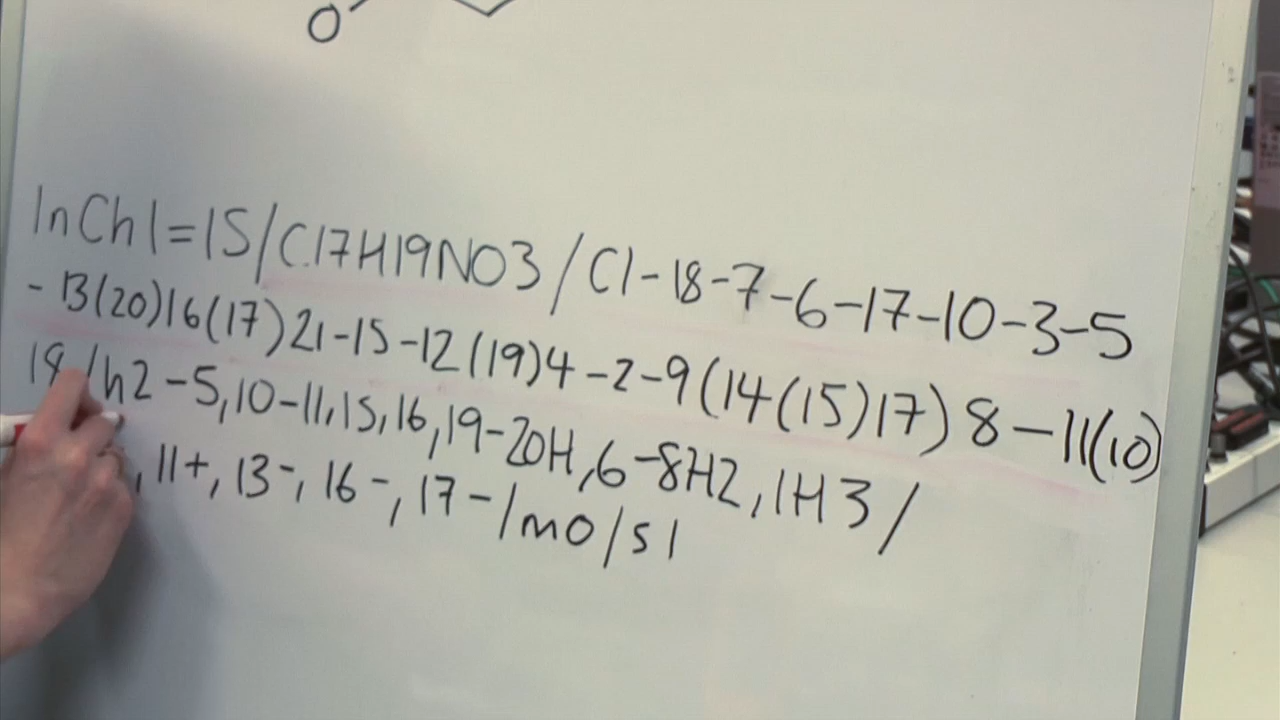 O
InChI=1S/C17H19NO3/C1-18-7-6-17-10-3-5
-13(20)16(17)21-15-12(19)4-2-9(14(15)17)8-11(10)
18/h2-5,10-11,15,16,19-20H,6-8H2,1H3/
,11+,13-,16-,17-/m0/s1